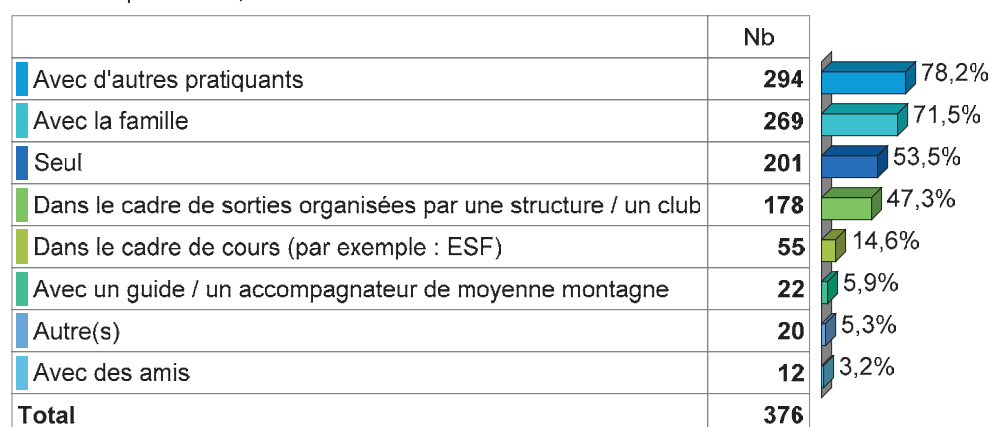 Nb
Avec d'autres pratiquants 294 78,2%
Avec la famille 269 71,5%
Seul 201 53,5%
Dans le cadre de sorties organisées par une structure / un club 178 47,3%
Dans le cadre de cours (par exemple : ESF) 55 14,6%
Avec un guide / un accompagnateur de moyenne montagne 22 5,9%
Autre(s) 20 5,3%
Avec des amis 12 3,2%
Total 376